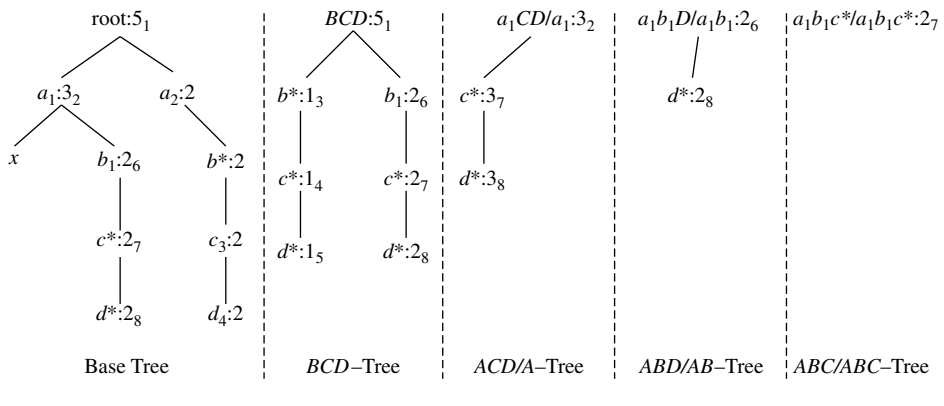 root:5₁ BCD:5₁ a₁CD/a₁:3₂ a₁b₁D/a₁b₁:2₆ a₁b₁c*/a₁b₁c*:2₇
a₁:3₂ a₂:2 b*:1₃ b₁:2₆ c*:3₇ d*:2₈
x b₁:2₆ b*:2 c*:1₄ c*:2₇ d*:3₈
c*:2₇ c₃:2 d*:1₅ d*:2₈
d*:2₈ d₄:2
Base Tree BCD–Tree ACD/A–Tree ABD/AB–Tree ABC/ABC–Tree